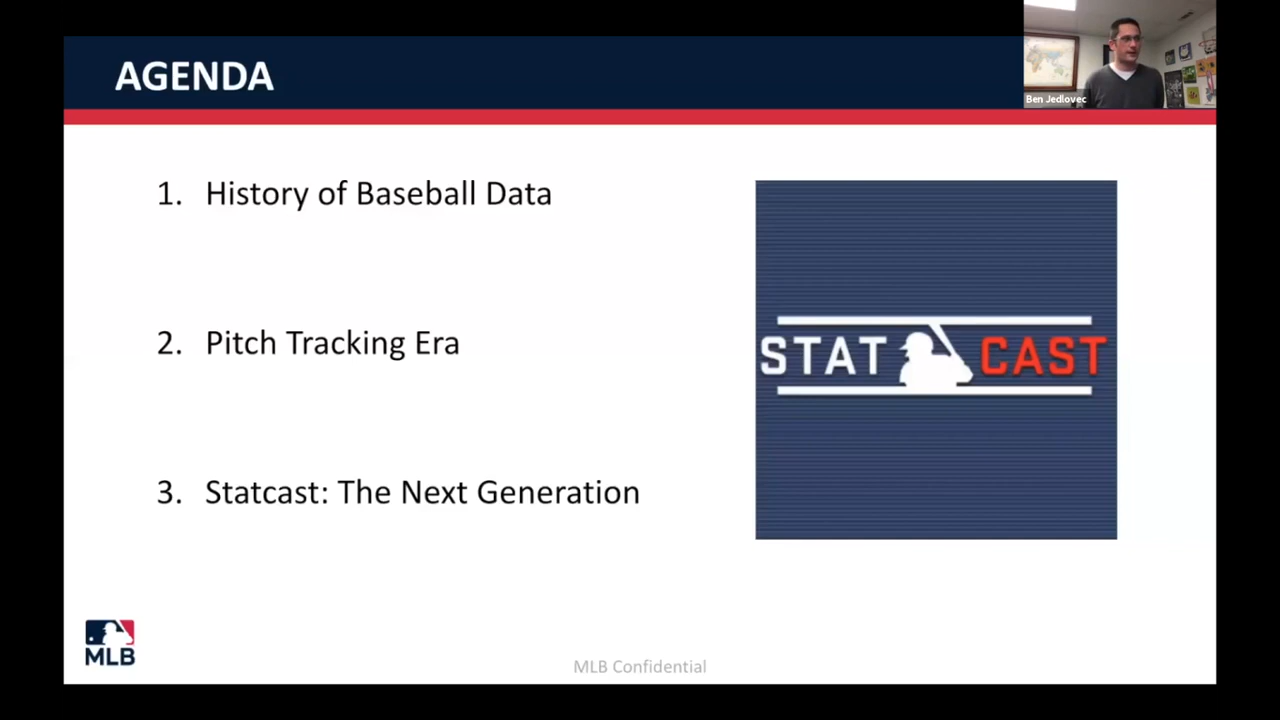 AGENDA
Ben Jedlovec
1. History of Baseball Data
2. Pitch Tracking Era
STAT CAST
3. Statcast: The Next Generation
MLB
MLB Confidential